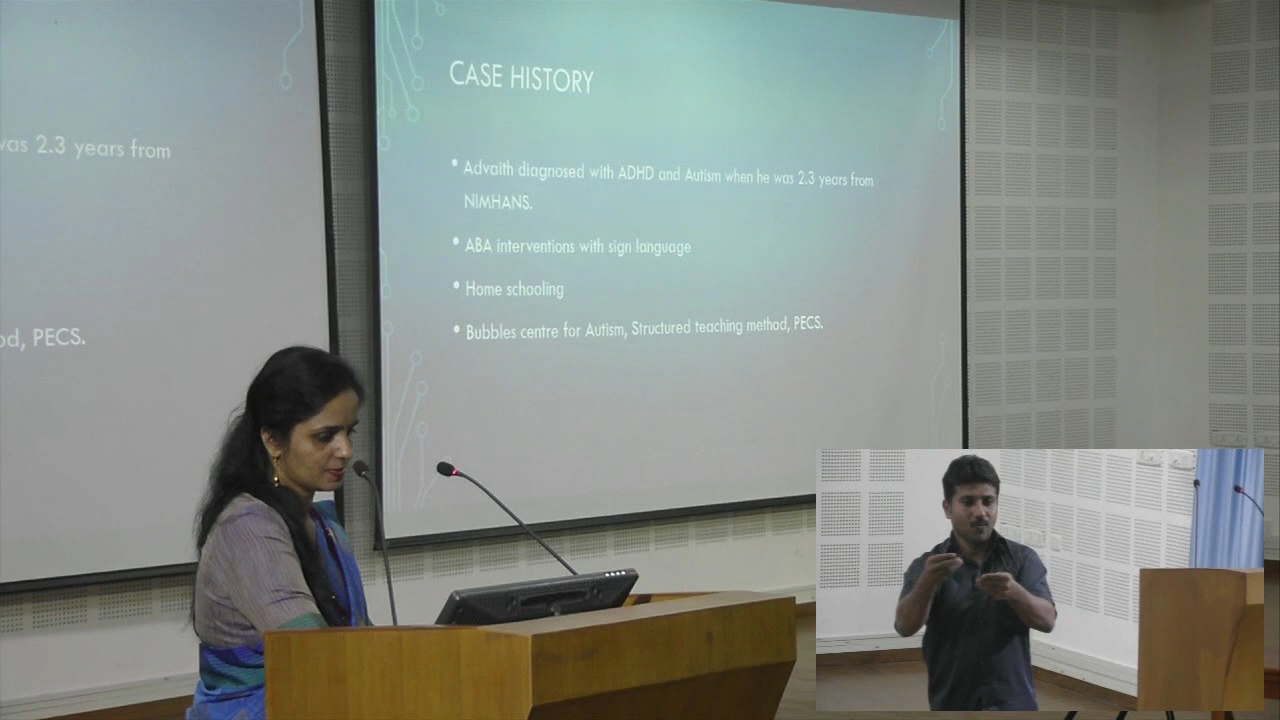 was 2.3 years from
PECS.
CASE HISTORY
• Advaith diagnosed with ADHD and Autism when he was 2.3 years from
NIMHANS.
• ABA interventions with sign language
• Home schooling
• Bubbles centre for Autism, Structured teaching method, PECS.